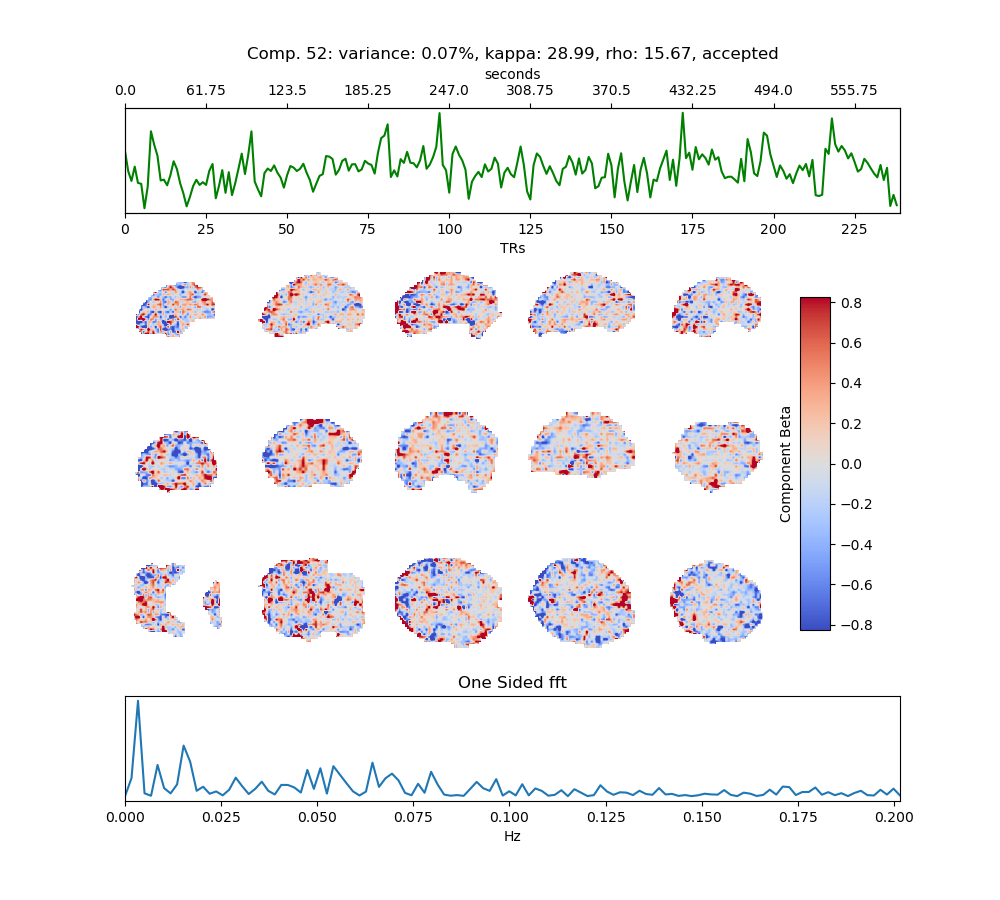 Comp. 52: variance: 0.07%, kappa: 28.99, rho: 15.67, accepted
seconds
0.0 61.75 123.5 185.25 247.0 308.75 370.5 432.25 494.0 555.75
0 25 50 75 100 125 150 175 200 225
TRs
Component Beta
0.8
0.6
0.4
0.2
0.0
−0.2
−0.4
−0.6
−0.8
One Sided fft
0.000 0.025 0.050 0.075 0.100 0.125 0.150 0.175 0.200
Hz